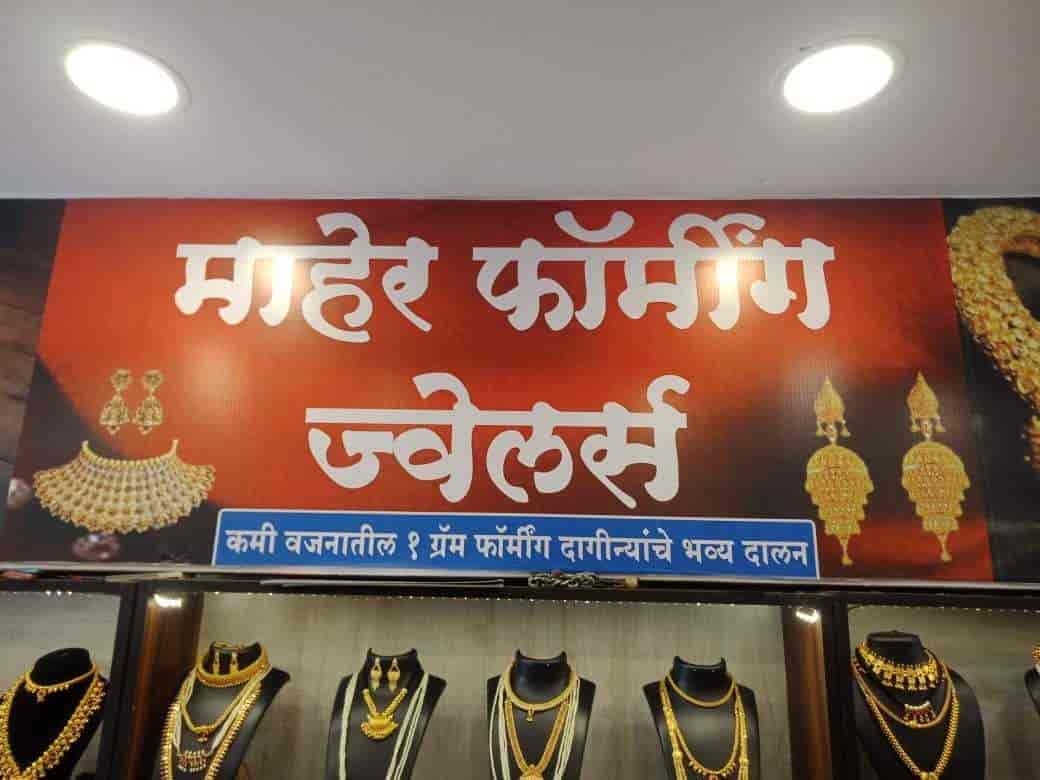 माहेर फॉर्मींग
ज्वेलर्स
कमी वजनातील १ ग्रॅम फॉर्मींग दागीन्यांचे भव्य दालन